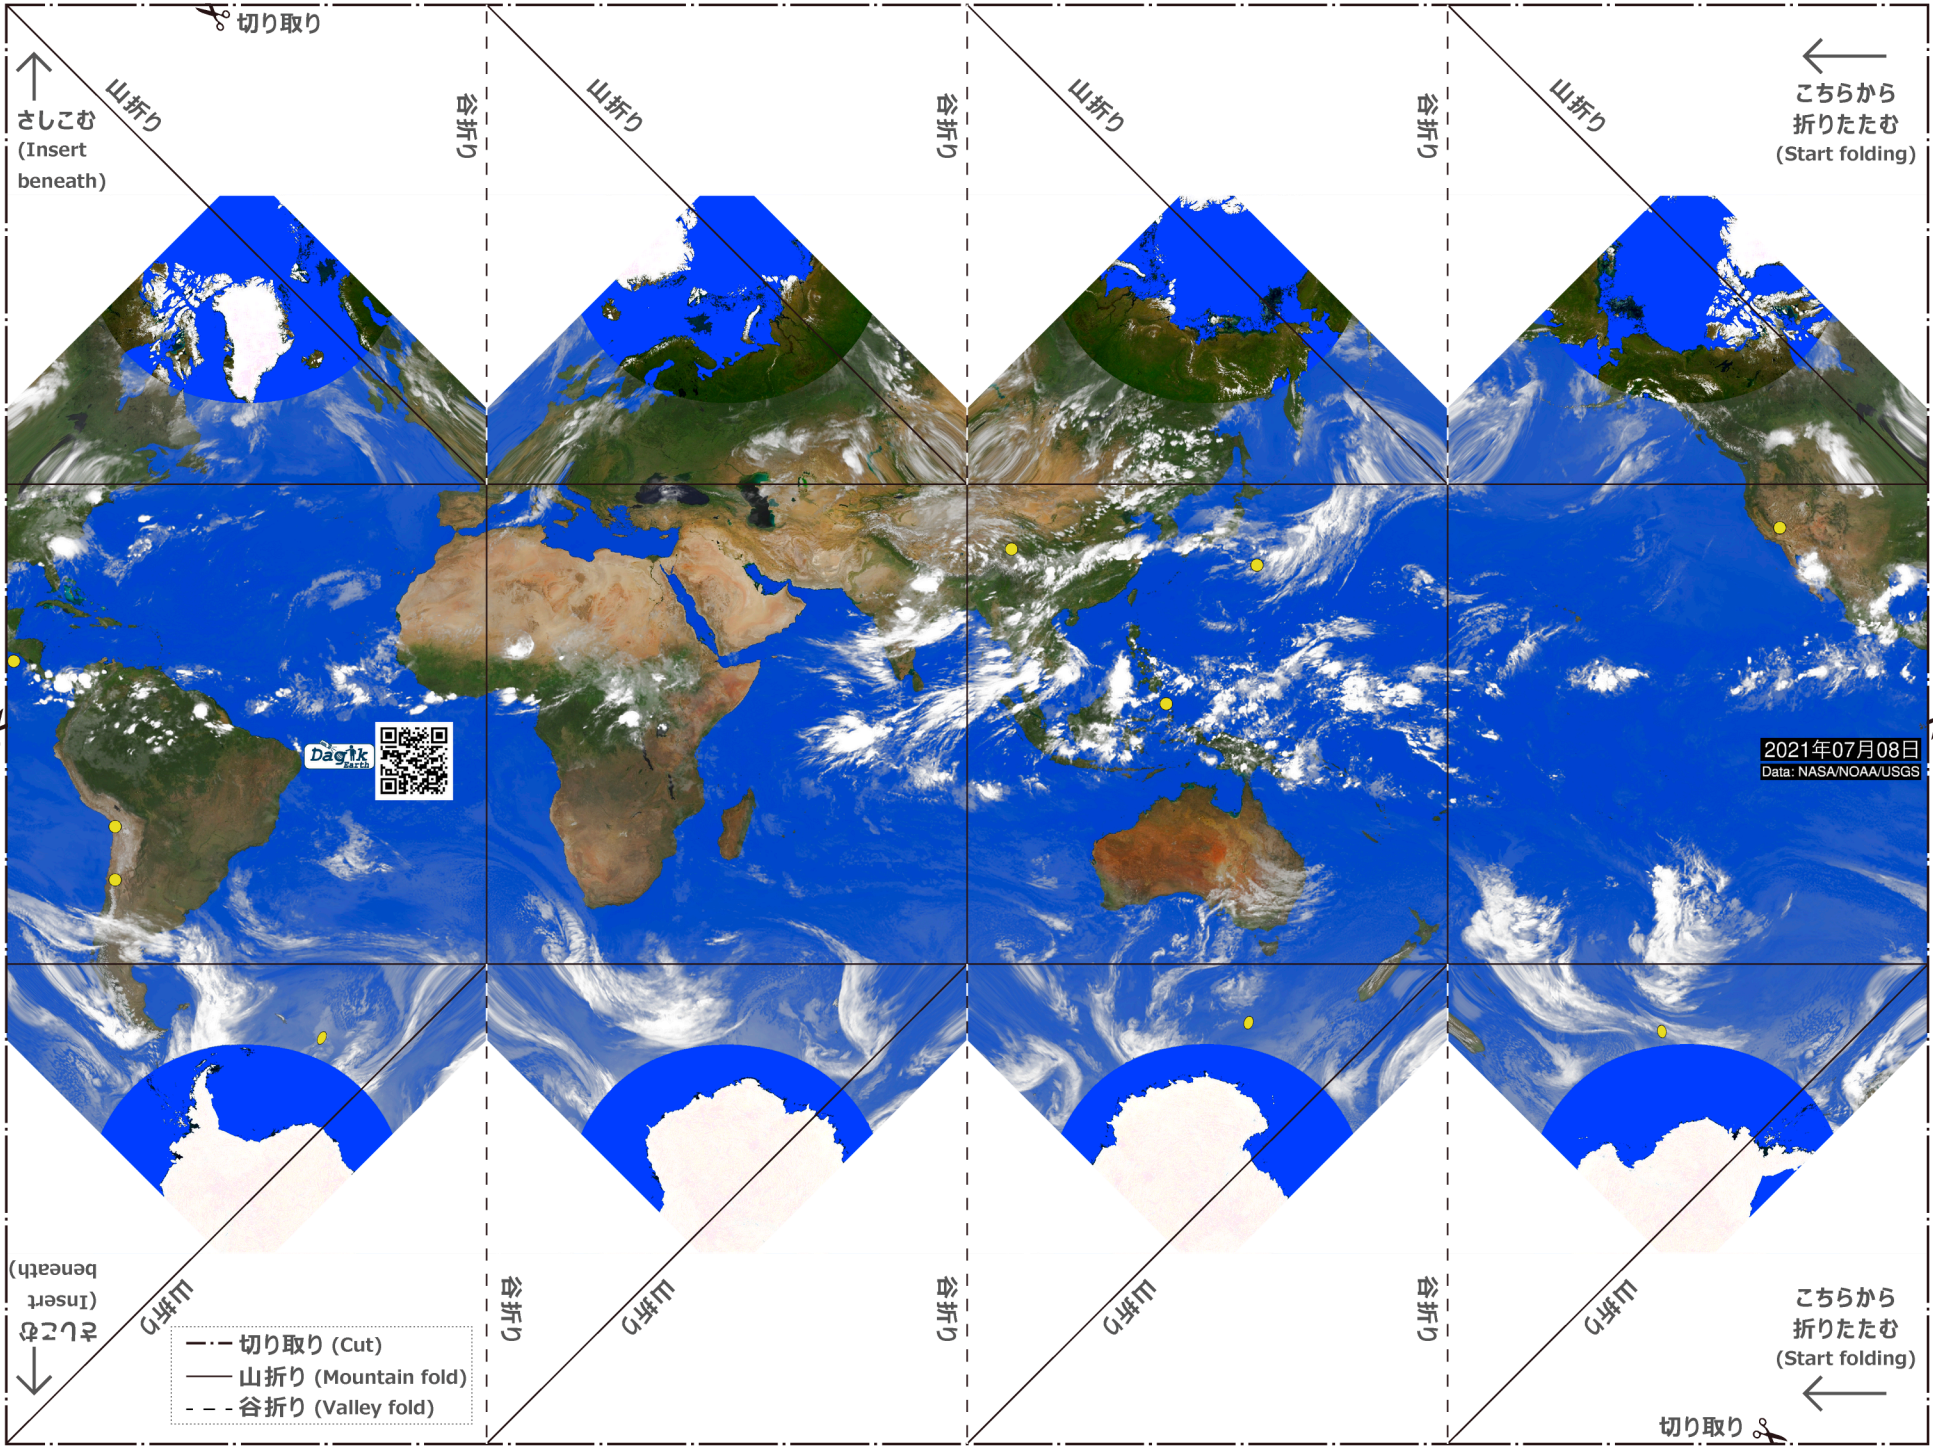 切り取り
山折り
谷折り
山折り
谷折り
山折り
谷折り
山折り
さしこむ
(Insert
beneath)
こちらから
折りたたむ
(Start folding)
Dagik
Earth
2021年07月08日
Data: NASA/NOAA/USGS
さしこむ
(Insert
beneath)
山折り
谷折り
山折り
谷折り
山折り
谷折り
山折り
こちらから
折りたたむ
(Start folding)
切り取り (Cut)
山折り (Mountain fold)
谷折り (Valley fold)
切り取り